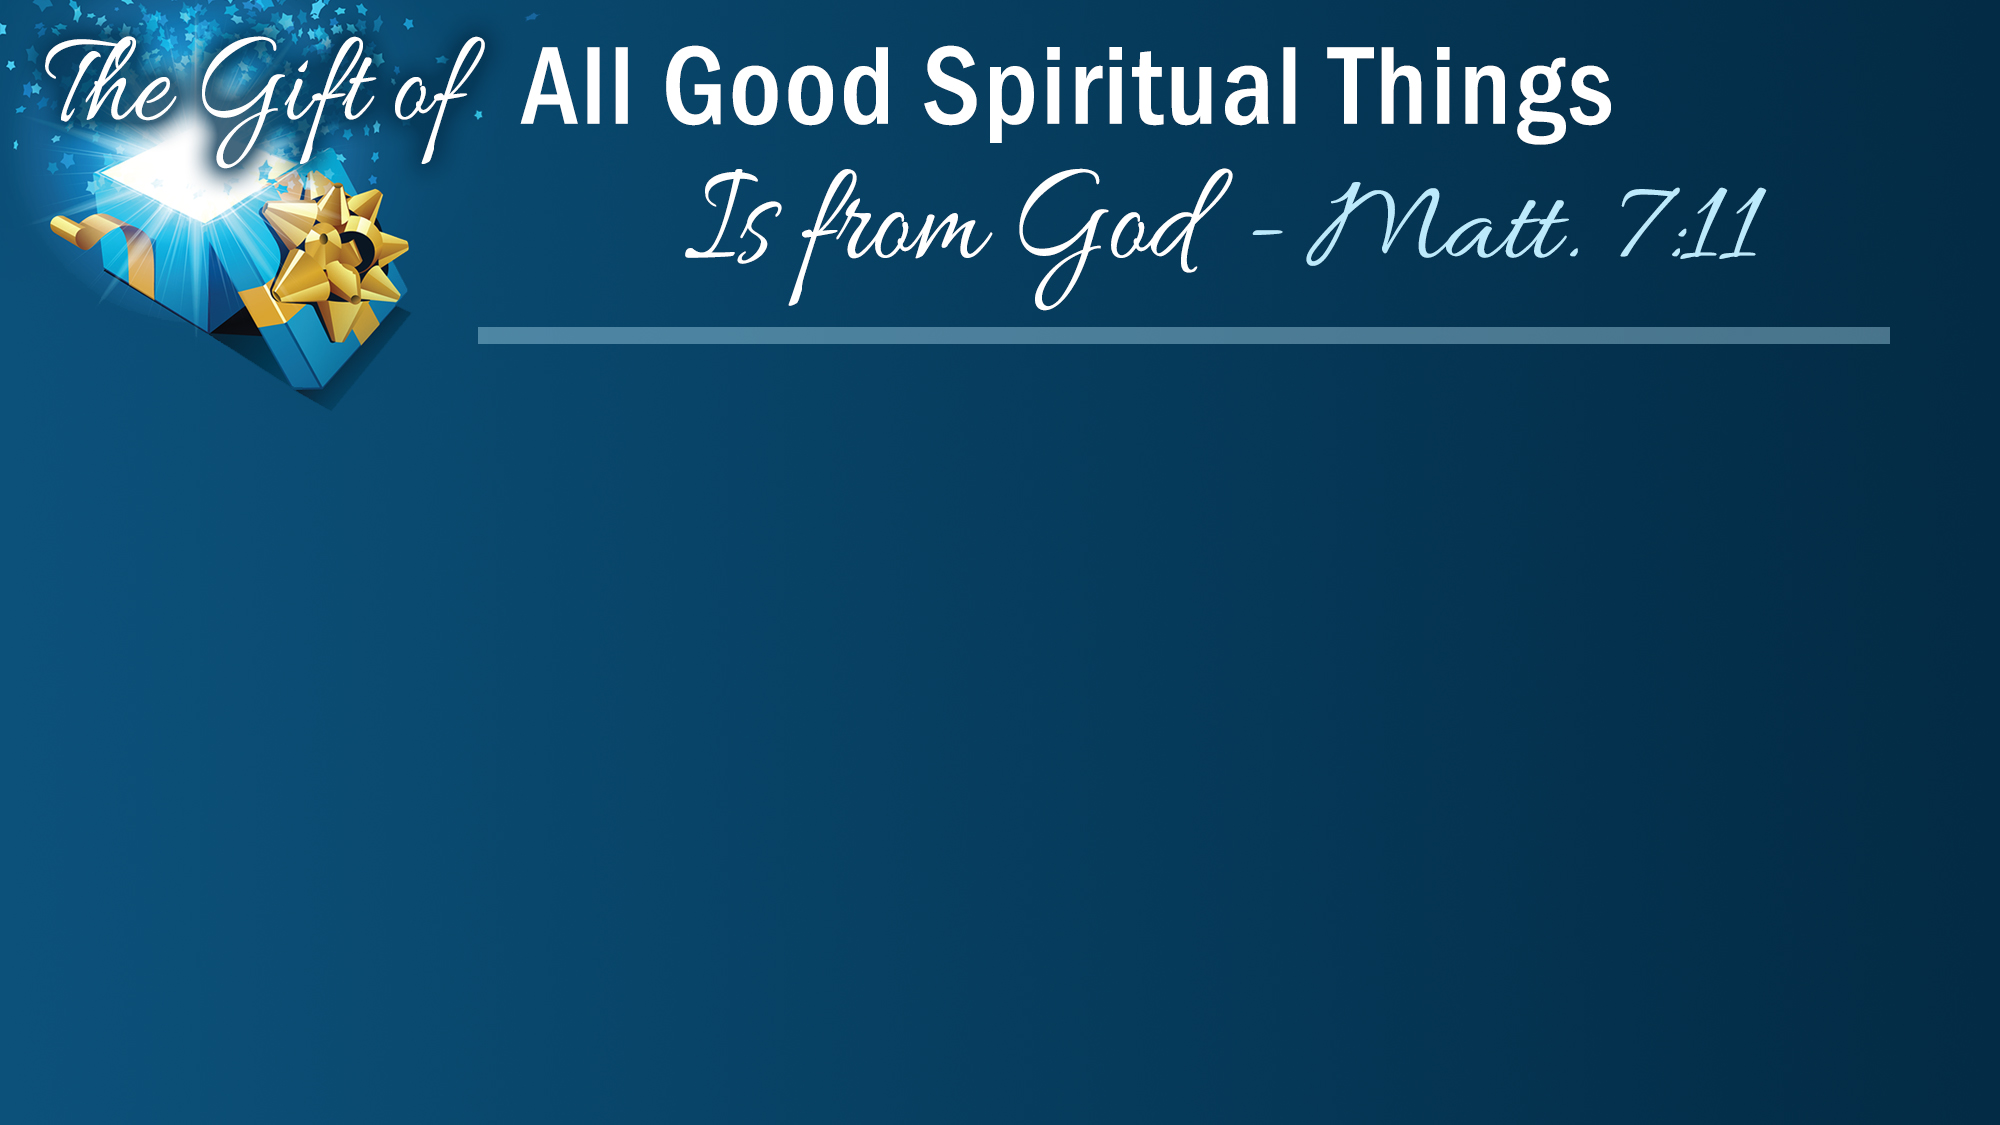 The Gift of All Good Spiritual Things
Is from God - Matt. 7:11